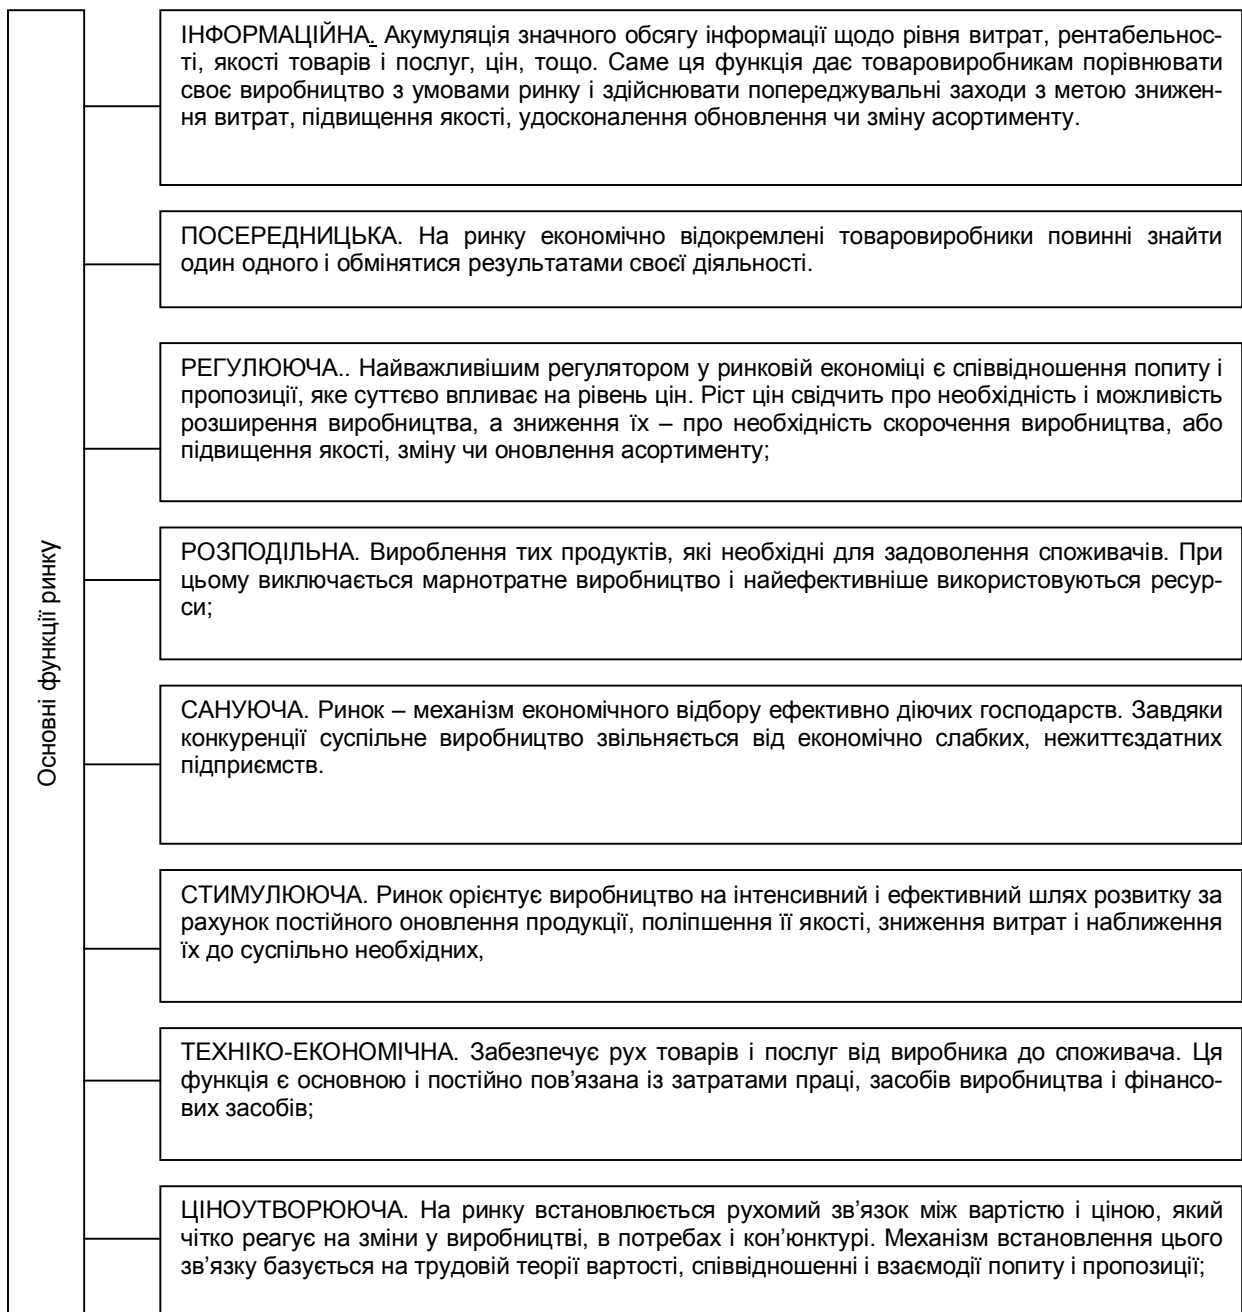 Основні функції ринку
ІНФОРМАЦІЙНА. Акумуляція значного обсягу інформації щодо рівня витрат, рентабельнос-
ті, якості товарів і послуг, цін, тощо. Саме ця функція дає товаровиробникам порівнювати
своє виробництво з умовами ринку і здійснювати попереджувальні заходи з метою знижен-
ня витрат, підвищення якості, удосконалення обновлення чи зміну асортименту.
ПОСЕРЕДНИЦЬКА. На ринку економічно відокремлені товаровиробники повинні знайти
один одного і обмінятися результатами своєї діяльності.
РЕГУЛЮЮЧА.. Найважливішим регулятором у ринковій економіці є співвідношення попиту і
пропозиції, яке суттєво впливає на рівень цін. Ріст цін свідчить про необхідність і можливість
розширення виробництва, а зниження їх – про необхідність скорочення виробництва, або
підвищення якості, зміну чи оновлення асортименту;
РОЗПОДІЛЬНА. Вироблення тих продуктів, які необхідні для задоволення споживачів. При
цьому виключається марнотратне виробництво і найефективніше використовуються ресур-
си;
САНУЮЧА. Ринок – механізм економічного відбору ефективно діючих господарств. Завдяки
конкуренції суспільне виробництво звільняється від економічно слабких, нежиттєздатних
підприємств.
СТИМУЛЮЮЧА. Ринок орієнтує виробництво на інтенсивний і ефективний шлях розвитку за
рахунок постійного оновлення продукції, поліпшення її якості, зниження витрат і наближення
їх до суспільно необхідних,
ТЕХНІКО-ЕКОНОМІЧНА. Забезпечує рух товарів і послуг від виробника до споживача. Ця
функція є основною і постійно пов’язана із затратами праці, засобів виробництва і фінансо-
вих засобів;
ЦІНОУТВОРЮЮЧА. На ринку встановлюється рухомий зв’язок між вартістю і ціною, який
чітко реагує на зміни у виробництві, в потребах і кон’юнктурі. Механізм встановлення цього
зв’язку базується на трудовій теорії вартості, співвідношенні і взаємодії попиту і пропозиції;